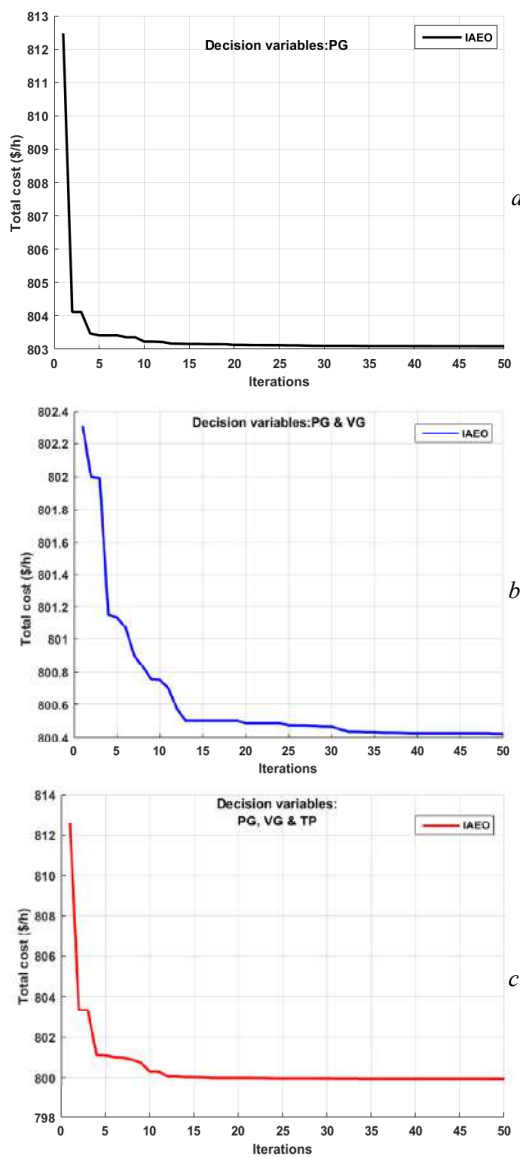 813
812
811
810
809
808
807
806
805
804
803
Total cost ($/h)
Decision variables:PG
IAEO
0 5 10 15 20 25 30 35 40 45 50
Iterations
a
802.4
802.2
802
801.8
801.6
801.4
801.2
801
800.8
800.6
800.4
Total cost ($/h)
Decision variables:PG & VG
IAEO
0 5 10 15 20 25 30 35 40 45 50
Iterations
b
814
812
810
808
806
804
802
800
798
Total cost ($/h)
Decision variables:
PG, VG & TP
IAEO
0 5 10 15 20 25 30 35 40 45 50
Iterations
c